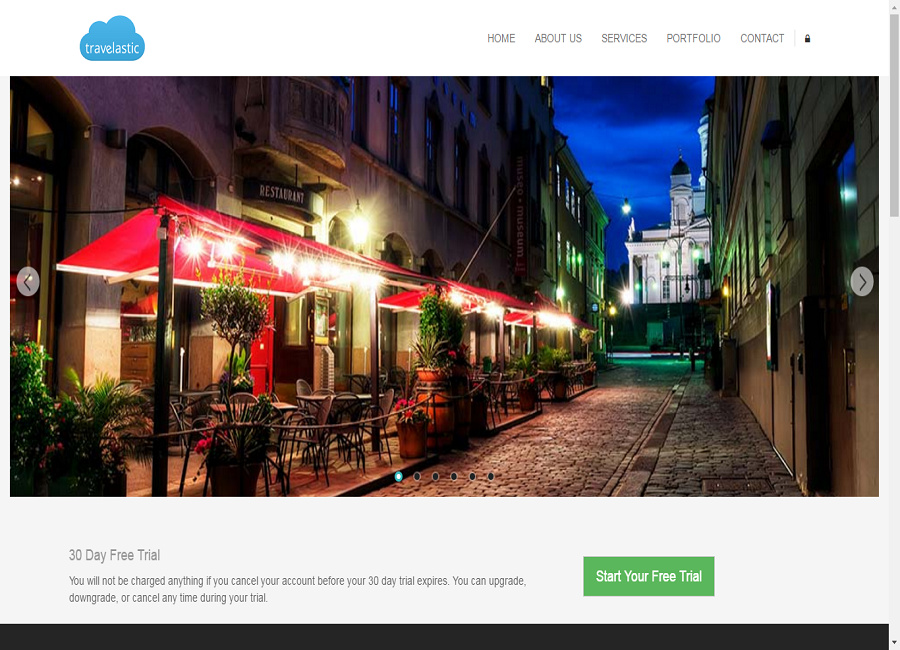 travelastic
HOME
ABOUT US
SERVICES
PORTFOLIO
CONTACT
RESTAURANT
museo • museum
30 Day Free Trial
You will not be charged anything if you cancel your account before your 30 day trial expires. You can upgrade,
downgrade, or cancel any time during your trial.
Start Your Free Trial